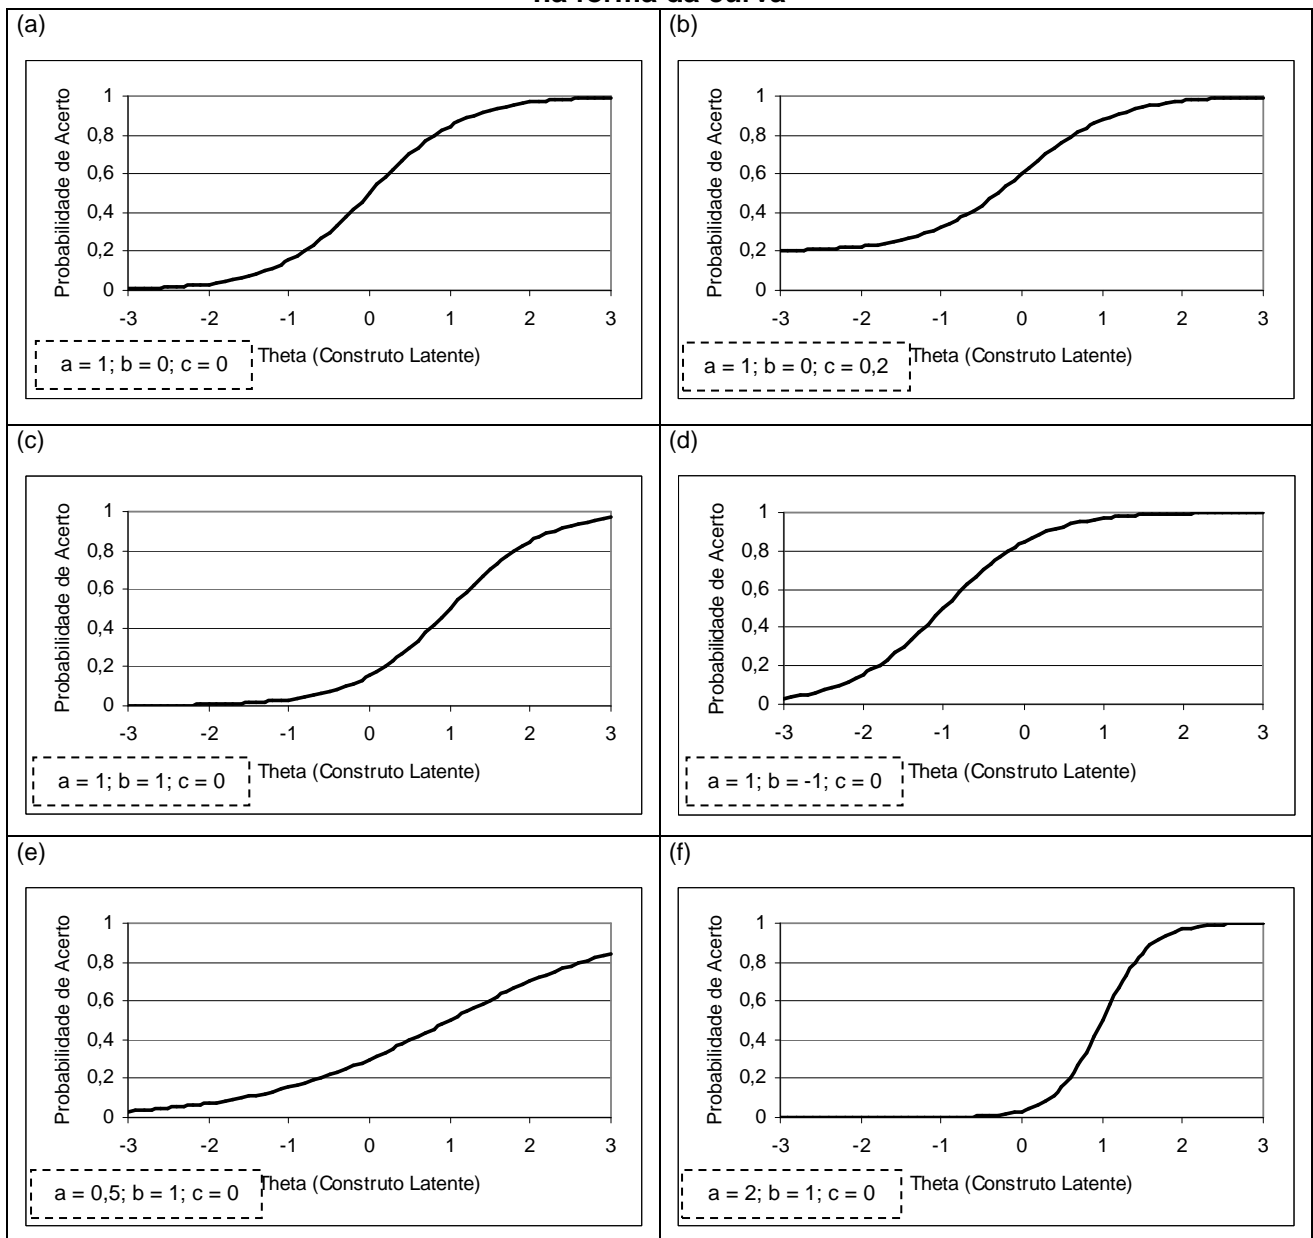 na forma da curva
(a)
Probabilidade de Acerto
1
0,8
0,6
0,4
0,2
0
-3 -2 -1 0 1 2 3
Theta (Construto Latente)
a = 1; b = 0; c = 0
(b)
Probabilidade de Acerto
1
0,8
0,6
0,4
0,2
0
-3 -2 -1 0 1 2 3
Theta (Construto Latente)
a = 1; b = 0; c = 0,2
(c)
Probabilidade de Acerto
1
0,8
0,6
0,4
0,2
0
-3 -2 -1 0 1 2 3
Theta (Construto Latente)
a = 1; b = 1; c = 0
(d)
Probabilidade de Acerto
1
0,8
0,6
0,4
0,2
0
-3 -2 -1 0 1 2 3
Theta (Construto Latente)
a = 1; b = -1; c = 0
(e)
Probabilidade de Acerto
1
0,8
0,6
0,4
0,2
0
-3 -2 -1 0 1 2 3
Theta (Construto Latente)
a = 0,5; b = 1; c = 0
(f)
Probabilidade de Acerto
1
0,8
0,6
0,4
0,2
0
-3 -2 -1 0 1 2 3
Theta (Construto Latente)
a = 2; b = 1; c = 0